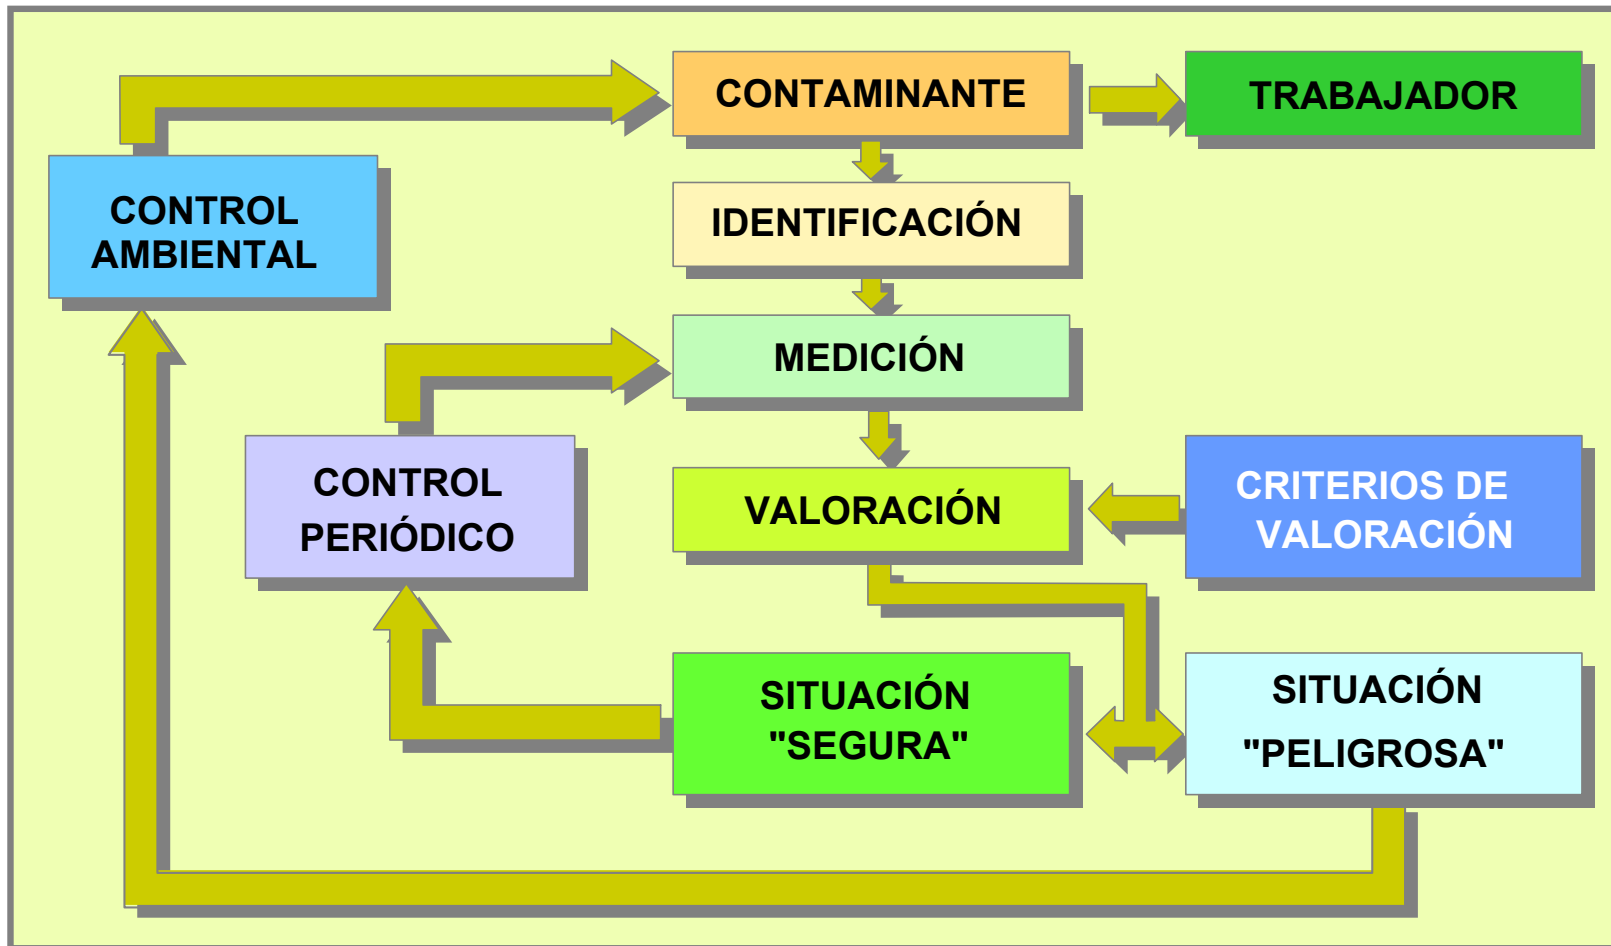 CONTAMINANTE
TRABAJADOR
CONTROL
AMBIENTAL
IDENTIFICACIÓN
MEDICIÓN
CONTROL
PERIÓDICO
VALORACIÓN
CRITERIOS DE
VALORACIÓN
SITUACIÓN
"SEGURA"
SITUACIÓN
"PELIGROSA"